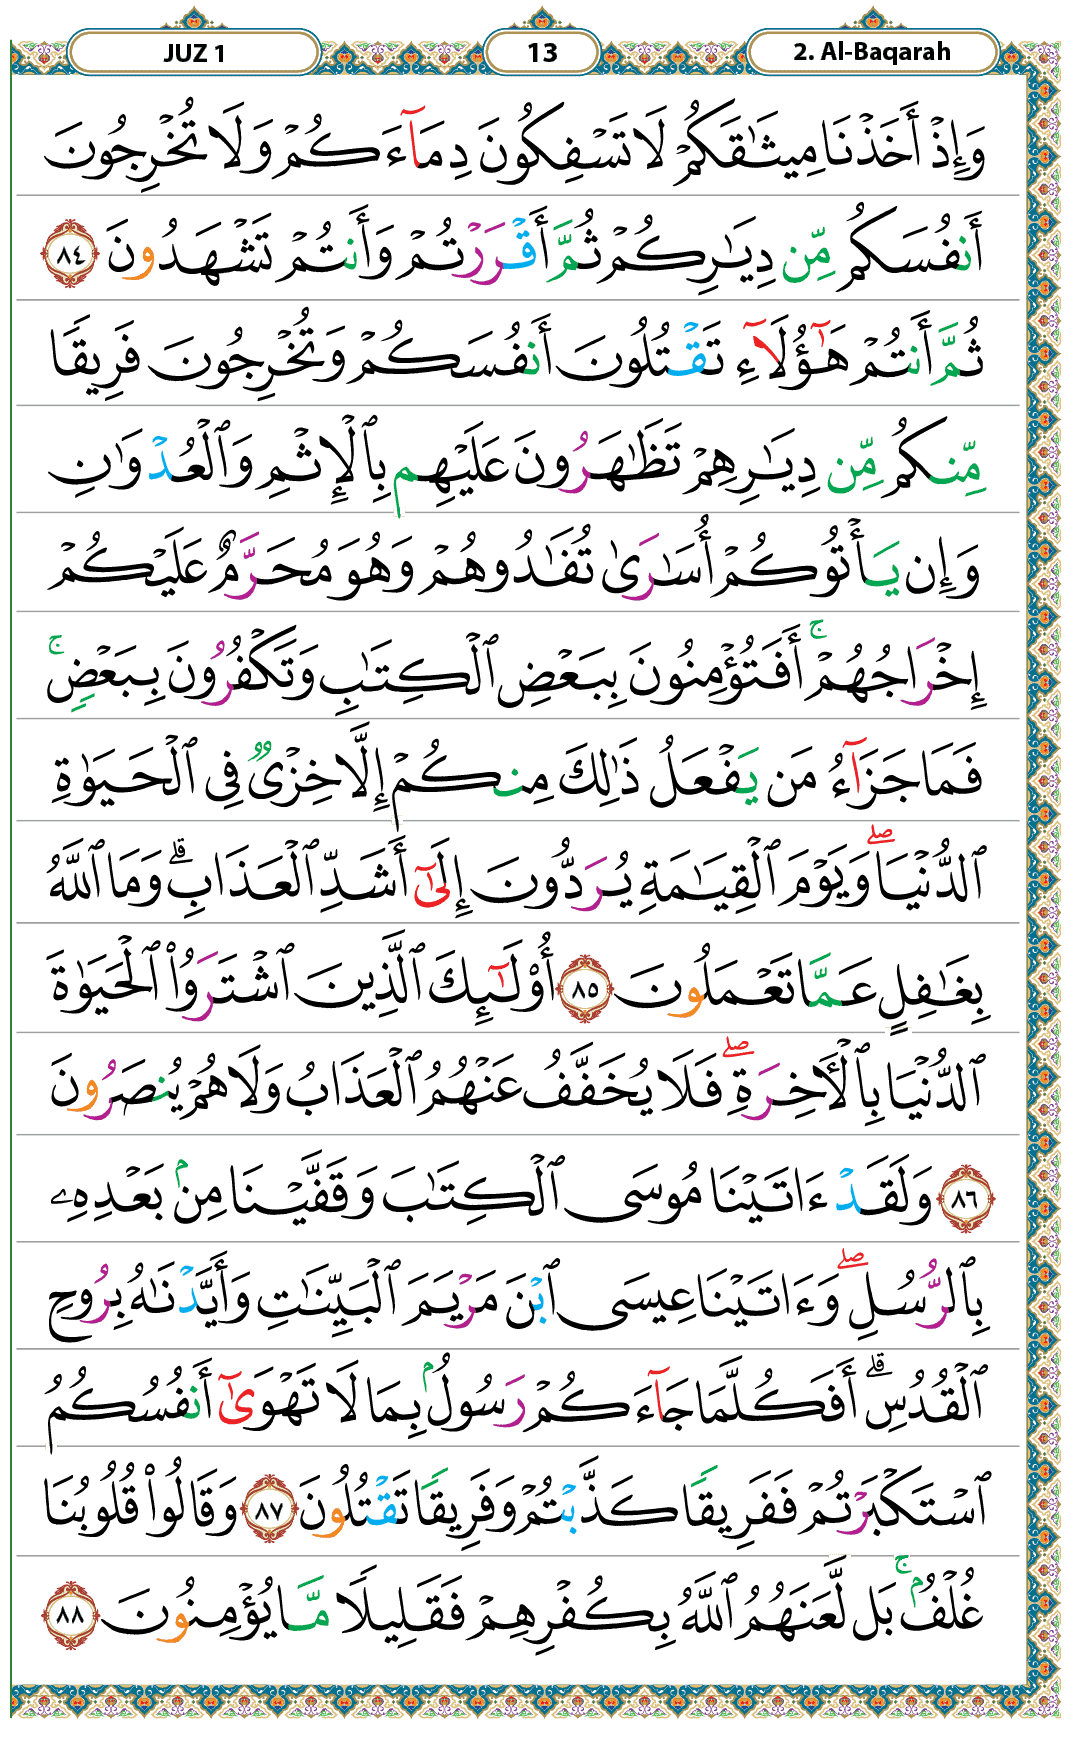 JUZ 1
13
2. Al-Baqarah
وَإِذْ أَخَذْنَا مِيثَٰقَكُمْ لَا تَسْفِكُونَ دِمَآءَكُمْ وَلَا تُخْرِجُونَ
أَنفُسَكُم مِّن دِيَٰرِكُمْ ثُمَّ أَقْرَرْتُمْ وَأَنتُمْ تَشْهَدُونَ ٨٤
ثُمَّ أَنتُمْ هَٰٓؤُلَآءِ تَقْتُلُونَ أَنفُسَكُمْ وَتُخْرِجُونَ فَرِيقًا
مِّنكُم مِّن دِيَٰرِهِمْ تَظَٰهَرُونَ عَلَيْهِم بِٱلْإِثْمِ وَٱلْعُدْوَٰنِ
وَإِن يَأْتُوكُمْ أُسَٰرَىٰ تُفَٰدُوهُمْ وَهُوَ مُحَرَّمٌ عَلَيْكُمْ
إِخْرَاجُهُمْ ۚ أَفَتُؤْمِنُونَ بِبَعْضِ ٱلْكِتَٰبِ وَتَكْفُرُونَ بِبَعْضٍ ۚ
فَمَا جَزَآءُ مَن يَفْعَلُ ذَٰلِكَ مِنكُمْ إِلَّا خِزْىٌ فِى ٱلْحَيَوٰةِ
ٱلدُّنْيَا ۖ وَيَوْمَ ٱلْقِيَٰمَةِ يُرَدُّونَ إِلَىٰٓ أَشَدِّ ٱلْعَذَابِ ۗ وَمَا ٱللَّهُ
بِغَٰفِلٍ عَمَّا تَعْمَلُونَ ٨٥ أُو۟لَٰٓئِكَ ٱلَّذِينَ ٱشْتَرَوُا۟ ٱلْحَيَوٰةَ
ٱلدُّنْيَا بِٱلْءَاخِرَةِ ۖ فَلَا يُخَفَّفُ عَنْهُمُ ٱلْعَذَابُ وَلَا هُمْ يُنصَرُونَ
٨٦ وَلَقَدْ ءَاتَيْنَا مُوسَى ٱلْكِتَٰبَ وَقَفَّيْنَا مِنۢ بَعْدِهِۦ
بِٱلرُّسُلِ ۖ وَءَاتَيْنَا عِيسَى ٱبْنَ مَرْيَمَ ٱلْبَيِّنَٰتِ وَأَيَّدْنَٰهُ بِرُوحِ
ٱلْقُدُسِ ۗ أَفَكُلَّمَا جَآءَكُمْ رَسُولٌۢ بِمَا لَا تَهْوَىٰٓ أَنفُسُكُمُ
ٱسْتَكْبَرْتُمْ فَفَرِيقًا كَذَّبْتُمْ وَفَرِيقًا تَقْتُلُونَ ٨٧ وَقَالُوا۟ قُلُوبُنَا
غُلْفٌۢ ۚ بَل لَّعَنَهُمُ ٱللَّهُ بِكُفْرِهِمْ فَقَلِيلًا مَّا يُؤْمِنُونَ ٨٨